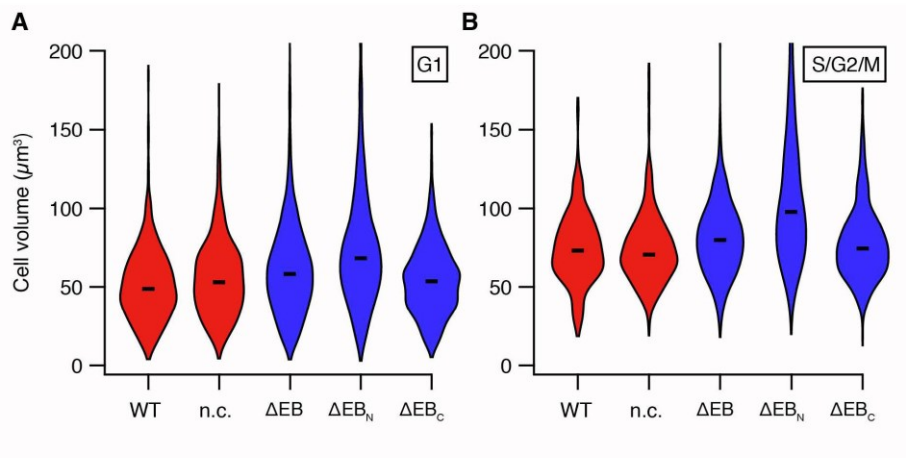 A
B
200
150
100
50
0
Cell volume (µm³)
G1
WT
n.c.
ΔEB
ΔEB_N
ΔEB_C
200
150
100
50
0
S/G2/M
WT
n.c.
ΔEB
ΔEB_N
ΔEB_C